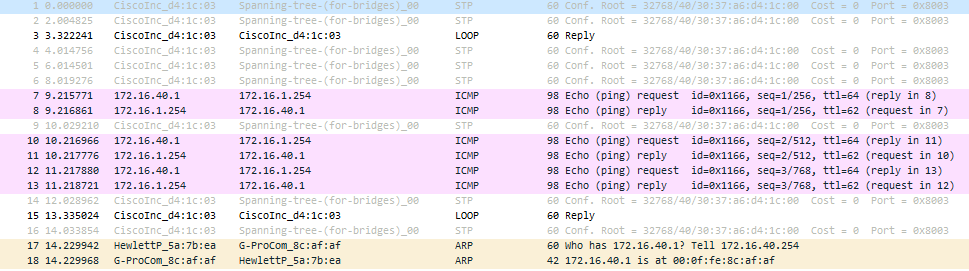 1 0.000000 CiscoInc_d4:1c:03 Spanning-tree-(for-bridges)_00 STP 60 Conf. Root = 32768/40/30:37:a6:d4:1c:00 Cost = 0 Port = 0x8003
2 2.004825 CiscoInc_d4:1c:03 Spanning-tree-(for-bridges)_00 STP 60 Conf. Root = 32768/40/30:37:a6:d4:1c:00 Cost = 0 Port = 0x8003
3 3.322241 CiscoInc_d4:1c:03 CiscoInc_d4:1c:03 LOOP 60 Reply
4 4.014756 CiscoInc_d4:1c:03 Spanning-tree-(for-bridges)_00 STP 60 Conf. Root = 32768/40/30:37:a6:d4:1c:00 Cost = 0 Port = 0x8003
5 6.014501 CiscoInc_d4:1c:03 Spanning-tree-(for-bridges)_00 STP 60 Conf. Root = 32768/40/30:37:a6:d4:1c:00 Cost = 0 Port = 0x8003
6 8.019276 CiscoInc_d4:1c:03 Spanning-tree-(for-bridges)_00 STP 60 Conf. Root = 32768/40/30:37:a6:d4:1c:00 Cost = 0 Port = 0x8003
7 9.215771 172.16.40.1 172.16.1.254 ICMP 98 Echo (ping) request id=0x1166, seq=1/256, ttl=64 (reply in 8)
8 9.216861 172.16.1.254 172.16.40.1 ICMP 98 Echo (ping) reply id=0x1166, seq=1/256, ttl=62 (request in 7)
9 10.029210 CiscoInc_d4:1c:03 Spanning-tree-(for-bridges)_00 STP 60 Conf. Root = 32768/40/30:37:a6:d4:1c:00 Cost = 0 Port = 0x8003
10 10.216966 172.16.40.1 172.16.1.254 ICMP 98 Echo (ping) request id=0x1166, seq=2/512, ttl=64 (reply in 11)
11 10.217776 172.16.1.254 172.16.40.1 ICMP 98 Echo (ping) reply id=0x1166, seq=2/512, ttl=62 (request in 10)
12 11.217880 172.16.40.1 172.16.1.254 ICMP 98 Echo (ping) request id=0x1166, seq=3/768, ttl=64 (reply in 13)
13 11.218721 172.16.1.254 172.16.40.1 ICMP 98 Echo (ping) reply id=0x1166, seq=3/768, ttl=62 (request in 12)
14 12.028962 CiscoInc_d4:1c:03 Spanning-tree-(for-bridges)_00 STP 60 Conf. Root = 32768/40/30:37:a6:d4:1c:00 Cost = 0 Port = 0x8003
15 13.335024 CiscoInc_d4:1c:03 CiscoInc_d4:1c:03 LOOP 60 Reply
16 14.033854 CiscoInc_d4:1c:03 Spanning-tree-(for-bridges)_00 STP 60 Conf. Root = 32768/40/30:37:a6:d4:1c:00 Cost = 0 Port = 0x8003
17 14.229942 HewlettP_5a:7b:ea G-ProCom_8c:af:af ARP 60 Who has 172.16.40.1? Tell 172.16.40.254
18 14.229968 G-ProCom_8c:af:af HewlettP_5a:7b:ea ARP 42 172.16.40.1 is at 00:0f:fe:8c:af:af